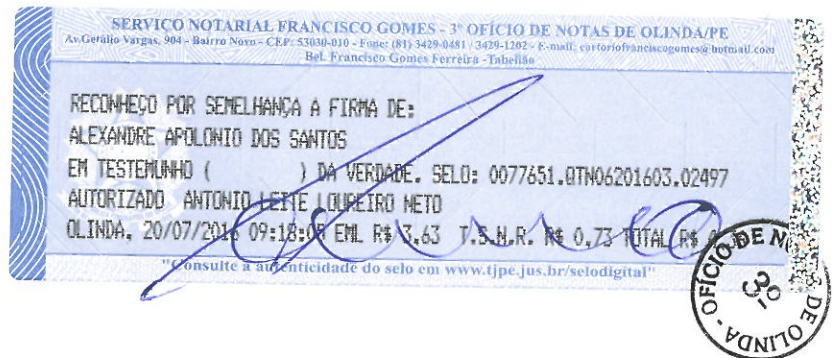 SERVIÇO NOTARIAL FRANCISCO GOMES - 3º OFÍCIO DE NOTAS DE OLINDA/PE
Av.Getúlio Vargas, 904 - Bairro Novo - CEP: 53030-010 - Fone: (81) 3429-0481 / 3429-1202 - E-mail: cartoriofranciscogomes@hotmail.com
Bel. Francisco Gomes Ferreira -Tabelião
RECONHEÇO POR SEMELHANÇA A FIRMA DE:
ALEXANDRE APOLONIO DOS SANTOS
EM TESTEMUNHO ( ) DA VERDADE. SELO: 0077651.QTN06201603.02497
AUTORIZADO ANTONIO LEITE LOUREIRO NETO
OLINDA, 20/07/2016 09:18:08 EML R$ 3,63 T.S.N.R. R$ 0,73 TOTAL R$
"Consulte a autenticidade do selo em www.tjpe.jus.br/selodigital"
3º
OFÍCIO DE DE OLINDA